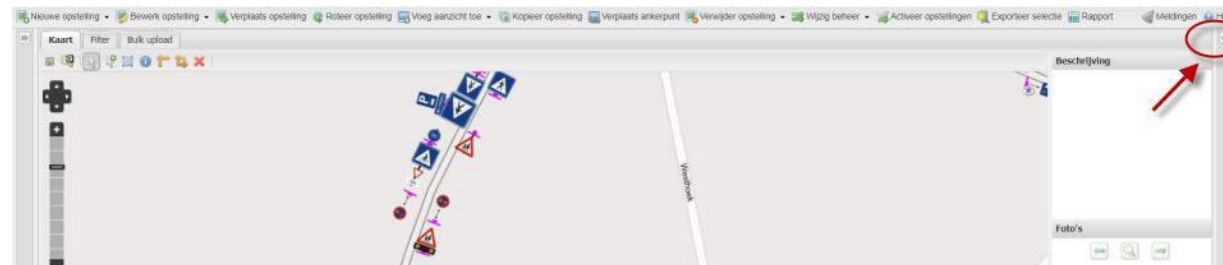 Nieuwe opstelling Bewerk opstelling Verplaats opstelling Roteer opstelling Voeg aanzicht toe Kopieer opstelling Verplaats ankerpunt Verwijder opstelling Wijzig beheer Activeer opstellingen Exporteer selectie Rapport Meldingen
Kaart Filter Bulk upload
Beschrijving
P
Westhoek
Foto's